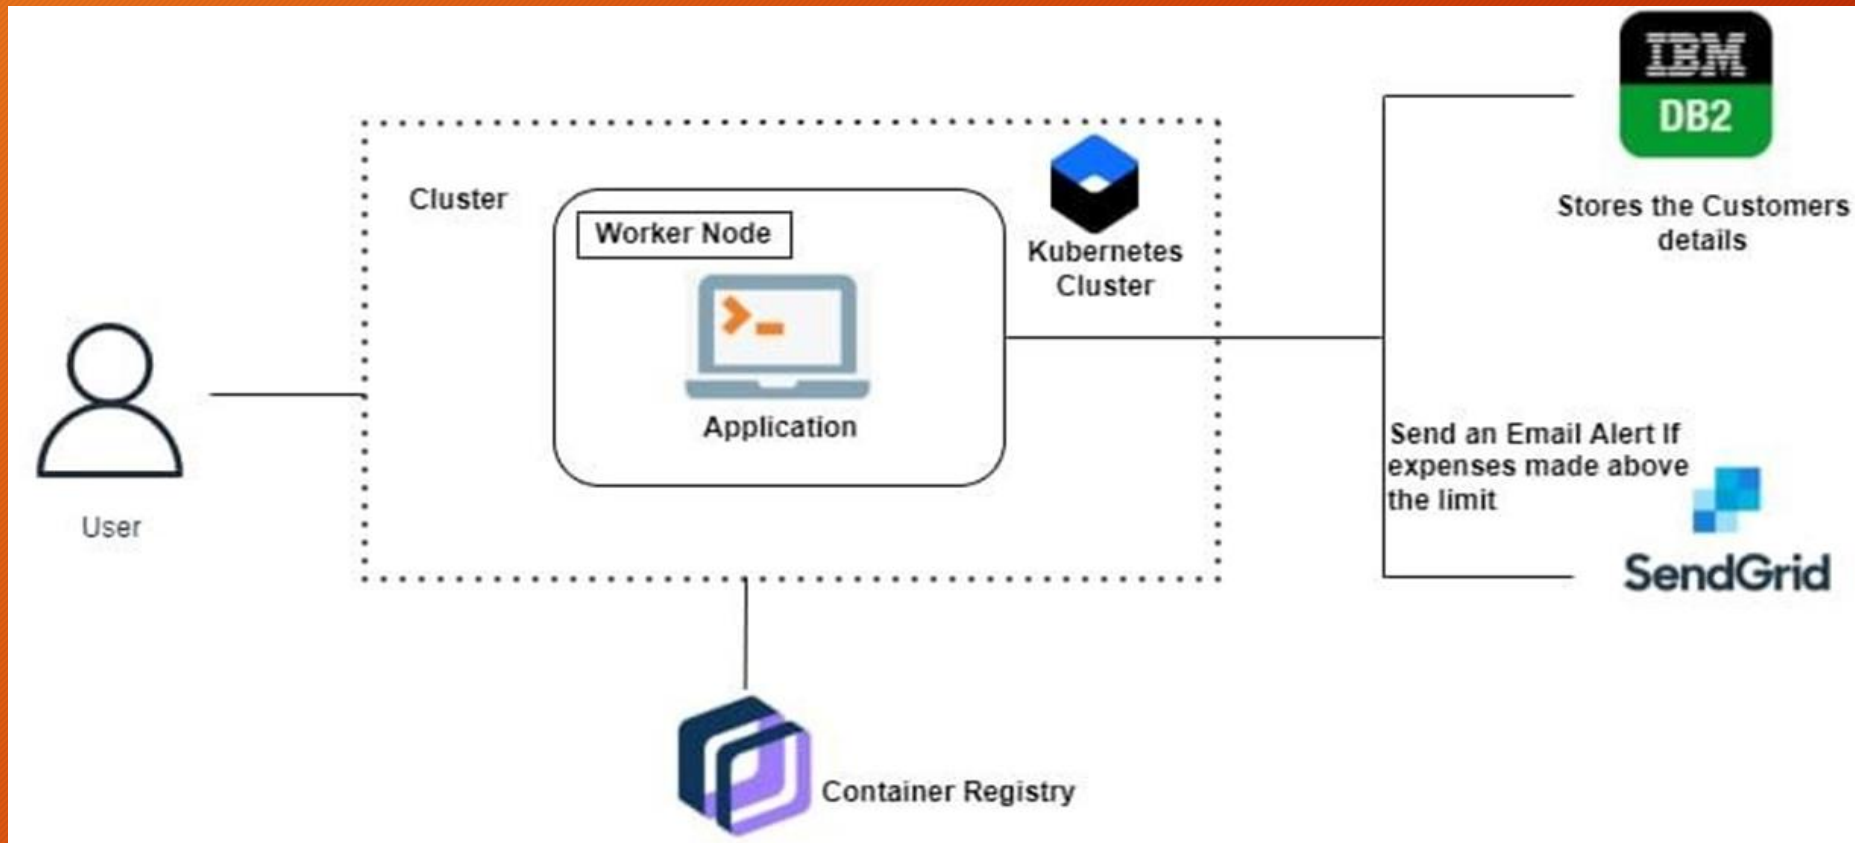 IBM
DB2
Stores the Customers
details
Cluster
Worker Node
Kubernetes
Cluster
Application
Send an Email Alert If
expenses made above
the limit
SendGrid
User
Container Registry